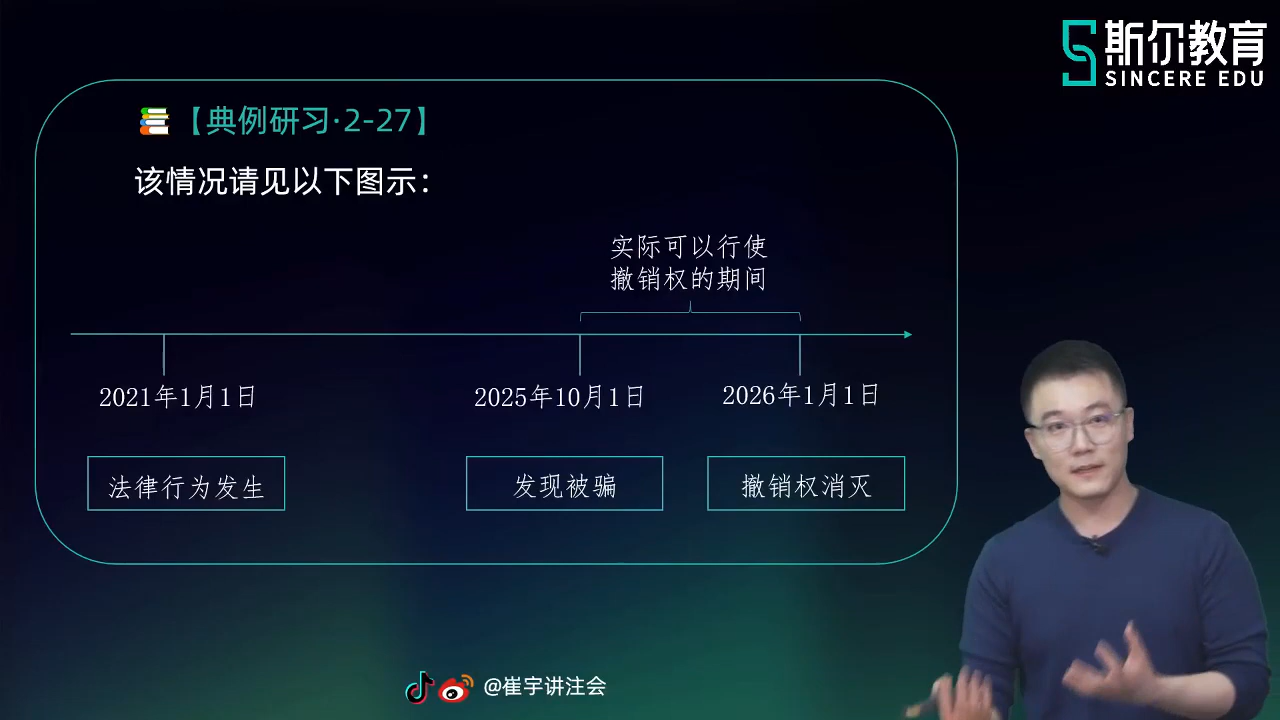 斯尔教育
SINCERE EDU
【典例研习·2-27】
该情况请见以下图示：
实际可以行使
撤销权的期间
2021年1月1日
2025年10月1日
2026年1月1日
法律行为发生
发现被骗
撤销权消灭
@崔宇讲注会